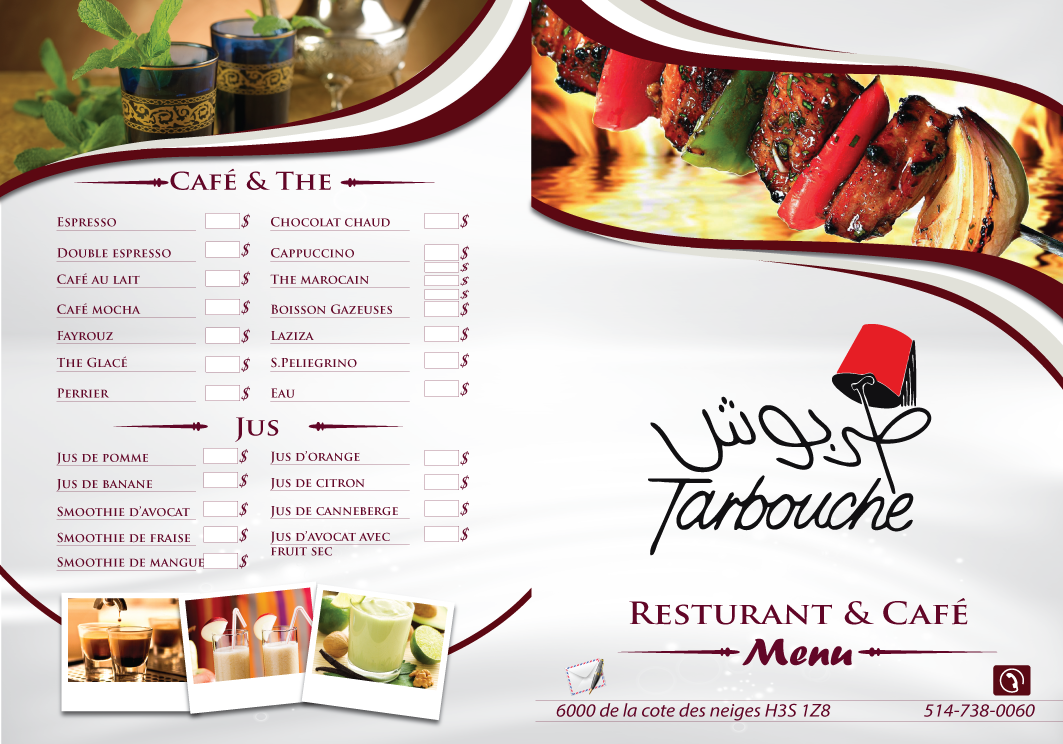 Café & The
Espresso $
Double espresso $
Café au lait $
Café mocha $
Fayrouz $
The Glacé $
Perrier $
Chocolat chaud $
Cappuccino $
$
The marocain $
$
Boisson Gazeuses $
Laziza $
S.Peliegrino $
Eau $
Jus
Jus de pomme $
Jus de banane $
Smoothie d'avocat $
Smoothie de fraise $
Smoothie de mangue $
Jus d'orange $
Jus de citron $
Jus de canneberge $
Jus d'avocat avec $
fruit sec
طربوش
Tarbouche
Resturant & Café
Menu
6000 de la cote des neiges H3S 1Z8
514-738-0060